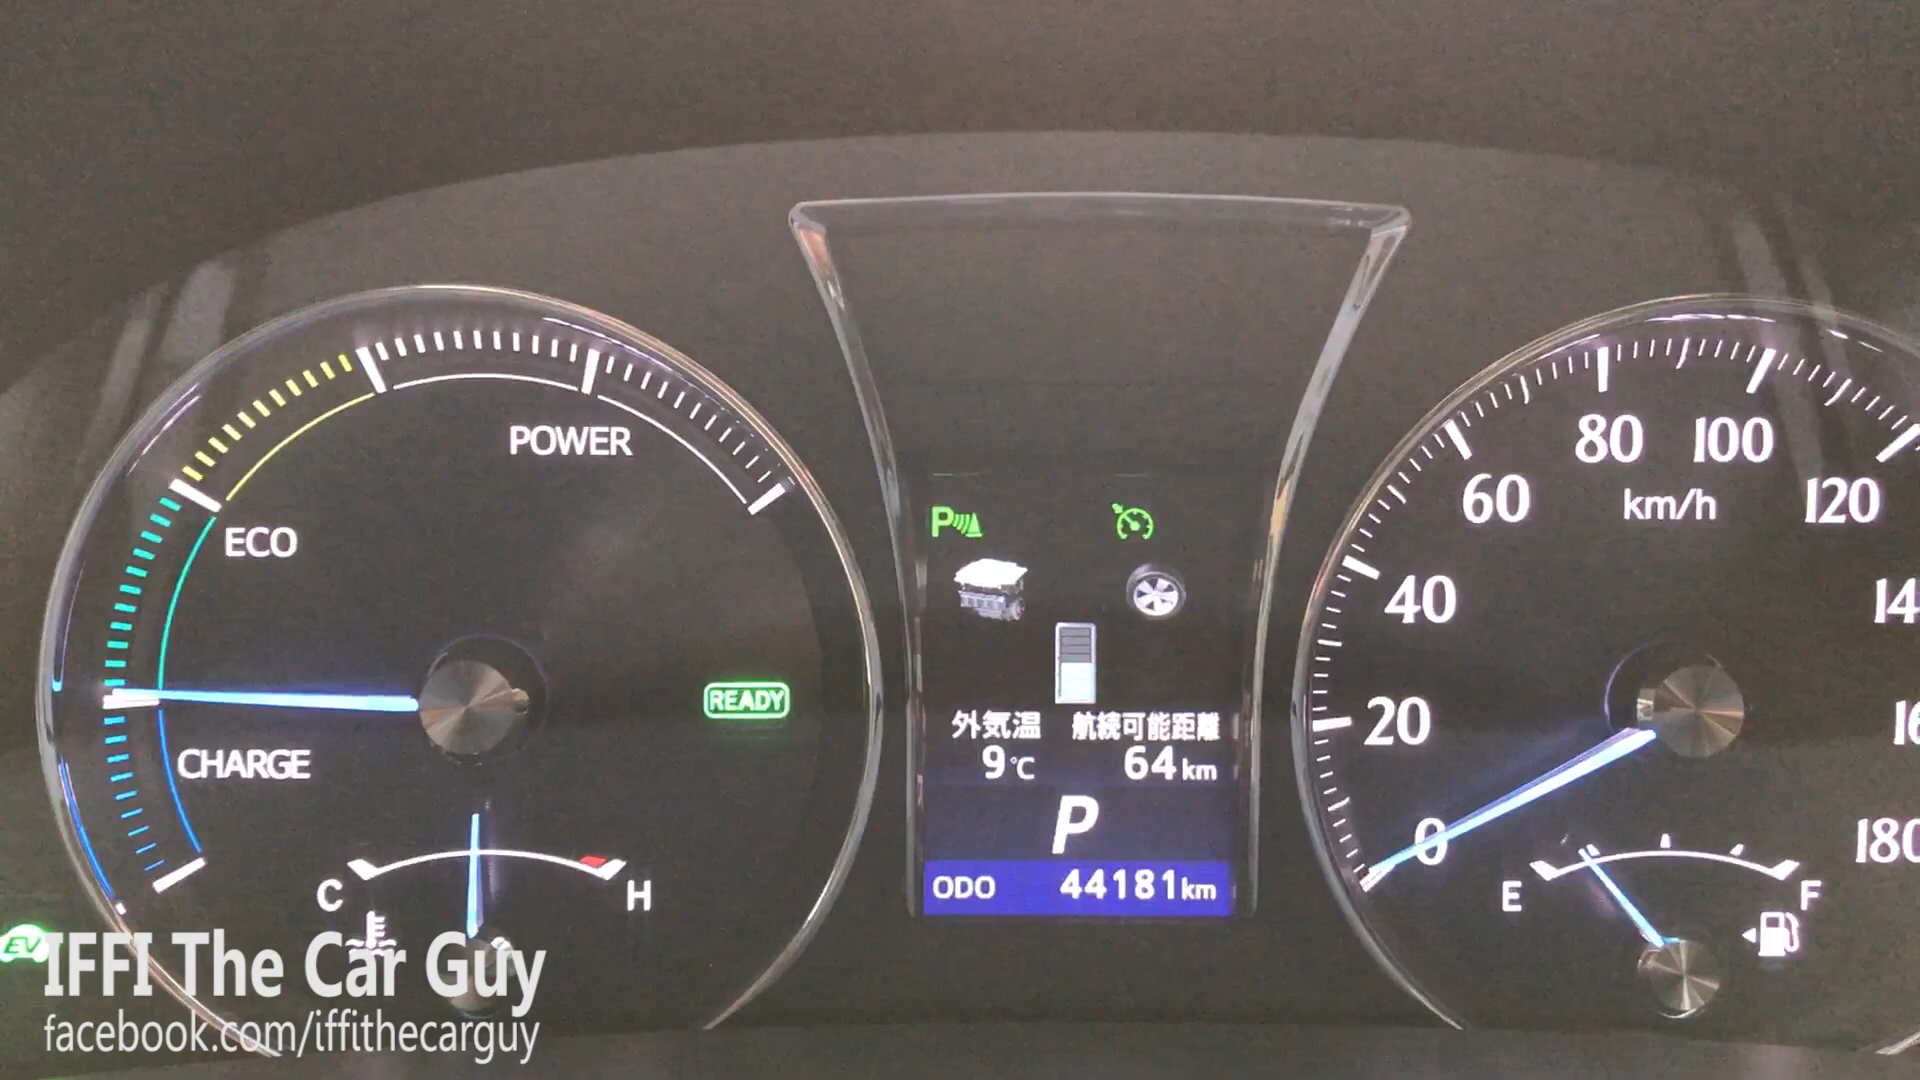 POWER
ECO
CHARGE
READY
C
H
P
外気温 航続可能距離
9℃ 64km
P
ODO 44181km
0
20
40
60
80
100
120
180
km/h
E
F
EV
IFFI The Car Guy
facebook.com/iffithecarguy